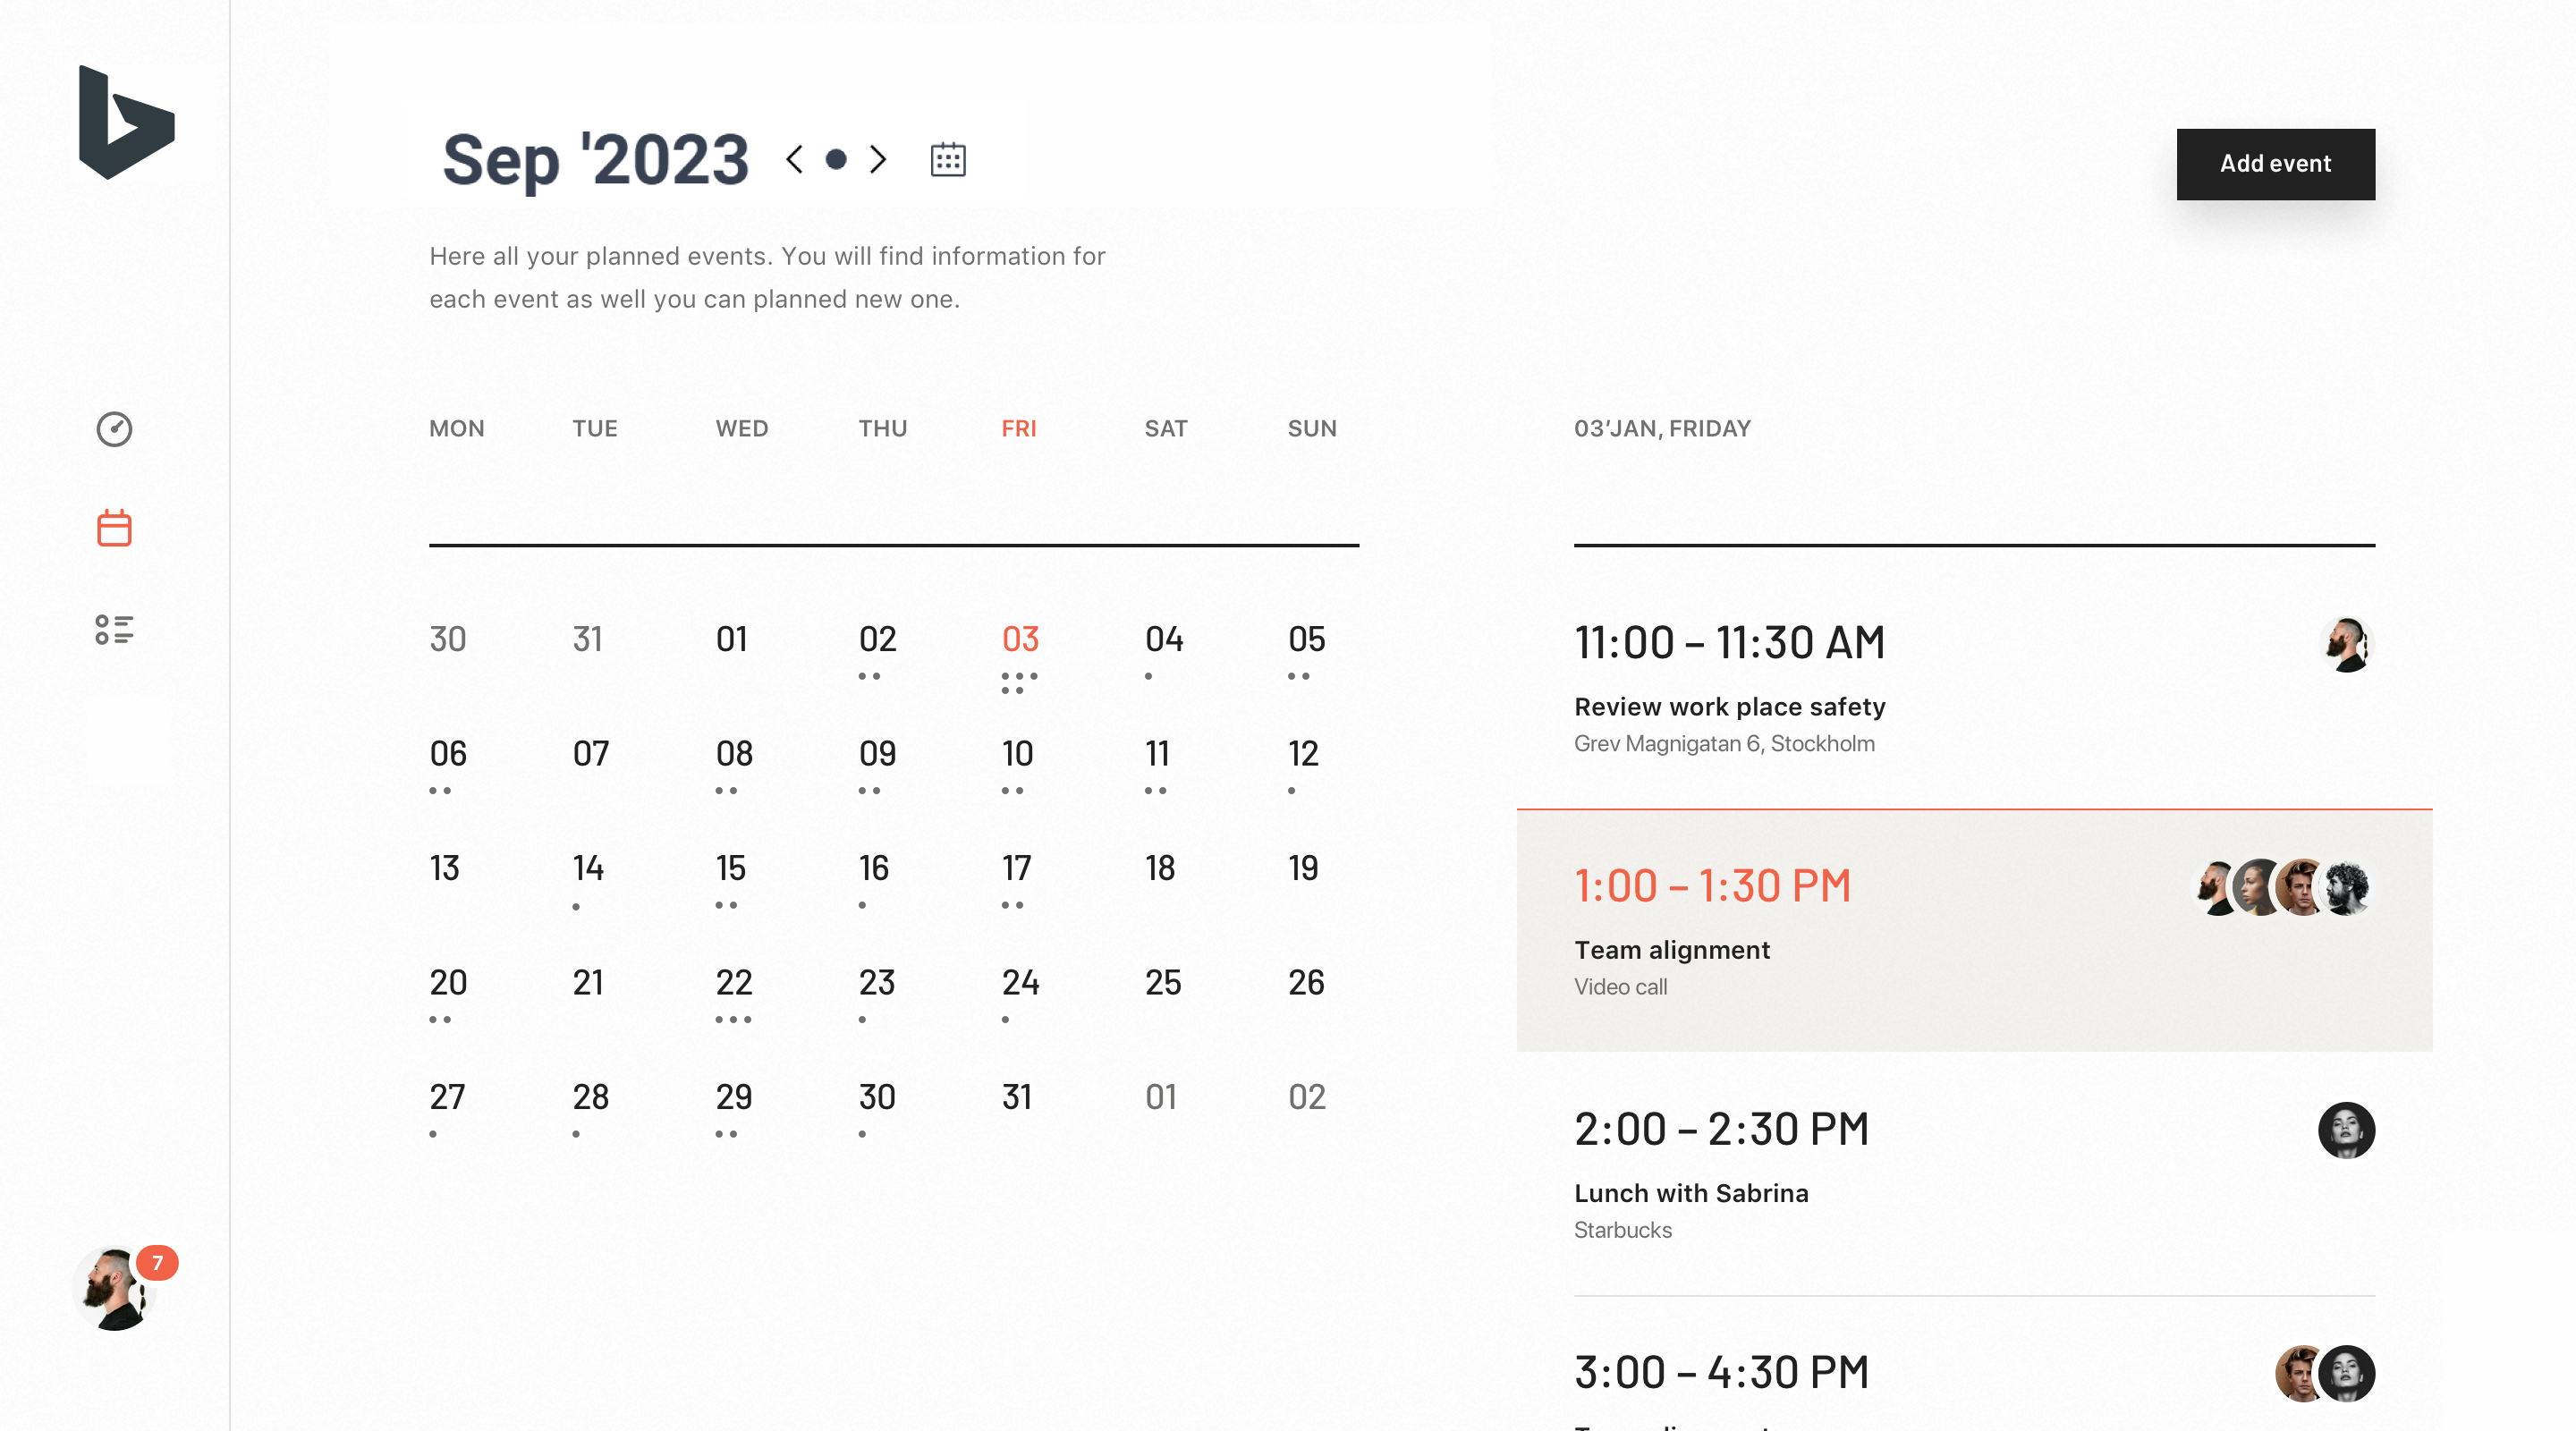 Sep '2023
Add event
Here all your planned events. You will find information for
each event as well you can planned new one.
MON TUE WED THU FRI SAT SUN
30 31 01 02 03 04 05
06 07 08 09 10 11 12
13 14 15 16 17 18 19
20 21 22 23 24 25 26
27 28 29 30 31 01 02
03'JAN, FRIDAY
11:00 – 11:30 AM
Review work place safety
Grev Magnigatan 6, Stockholm
1:00 – 1:30 PM
Team alignment
Video call
2:00 – 2:30 PM
Lunch with Sabrina
Starbucks
3:00 – 4:30 PM
7